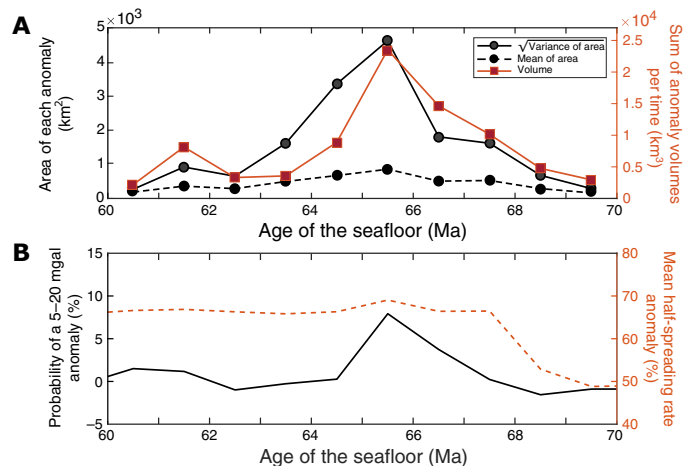 A
×10³
5
4
3
2
1
0
Area of each anomaly
(km²)
×10⁴
2.5
2
1.5
1
0.5
0
Sum of anomaly volumes
per time (km³)
√Variance of area
Mean of area
Volume
60 62 64 66 68 70
Age of the seafloor (Ma)
B
15
10
5
0
−5
Probability of a 5–20 mgal
anomaly (%)
80
70
60
50
40
Mean half-spreading rate
anomaly (%)
60 62 64 66 68 70
Age of the seafloor (Ma)